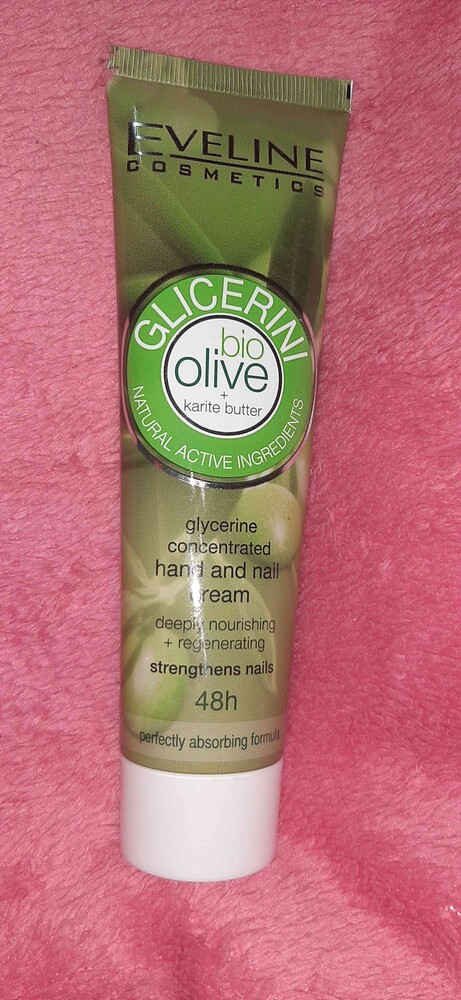 EVELINE
COSMETICS
GLICERINI
bio
olive
+
karite butter
NATURAL ACTIVE INGREDIENTS
glycerine
concentrated
hand and nail
cream
deeply nourishing
+ regenerating
strengthens nails
48h
perfectly absorbing formula